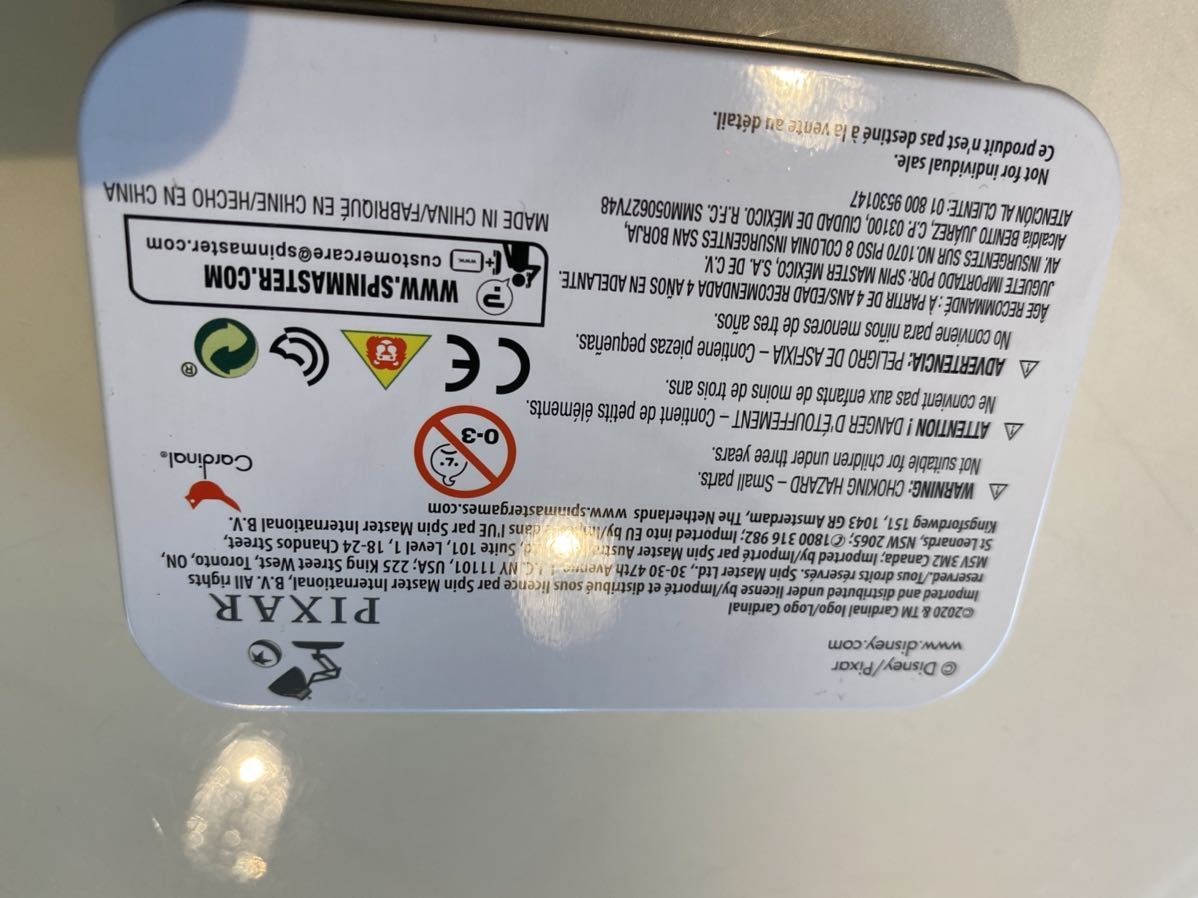 © Disney/Pixar
www.disney.com
PIXAR
©2020 & TM Cardinal logo/Logo Cardinal
Imported and distributed under license by/Importé et distribué sous licence par Spin Master International, B.V. All rights
reserved./Tous droits réservés. Spin Master Ltd., 30-30 47th Avenue, L.I.C. NY 11101, USA; 225 King Street West, Toronto, ON,
M5V 3M2 Canada; Imported by/Importé par Spin Master Suite 101, Level 1, 18-24 Chandos Street,
St Leonards, NSW 2065; 1800 316 982; Imported into EU by/ dans l'UE par Spin Master International B.V.
Kingsfordweg 151, 1043 GR Amsterdam, The Netherlands www.spinmastergames.com
WARNING: CHOKING HAZARD – Small parts.
Not suitable for children under three years.
ATTENTION ! DANGER D'ÉTOUFFEMENT – Contient de petits éléments.
Ne convient pas aux enfants de moins de trois ans.
ADVERTENCIA: PELIGRO DE ASFIXIA – Contiene piezas pequeñas.
No conviene para niños menores de tres años.
ÂGE RECOMMANDÉ : À PARTIR DE 4 ANS/EDAD RECOMENDADA 4 AÑOS EN ADELANTE.
JUGUETE IMPORTADO POR: SPIN MASTER MÉXICO, S.A. DE C.V.
AV. INSURGENTES SUR NO. 1070 PISO 8 COLONIA INSURGENTES SAN BORJA,
Alcaldía BENITO JUÁREZ, C.P. 03100, CIUDAD DE MÉXICO. R.F.C. SMM050627V48
ATENCIÓN AL CLIENTE: 01 800 9530147
Not for individual sale.
Ce produit n'est pas destiné à la vente au détail.
Cardinal®
0-3
CE
®
WWW.SPINMASTER.COM
www.
customercare@spinmaster.com
MADE IN CHINA/FABRIQUÉ EN CHINE/HECHO EN CHINA